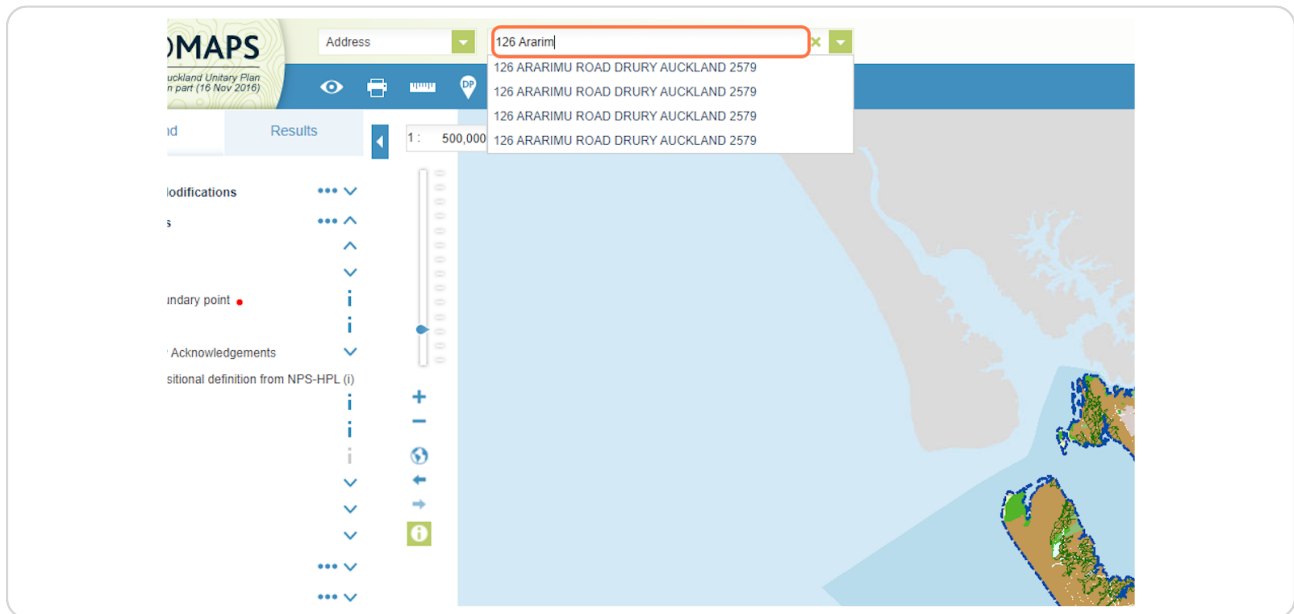 Address
126 Ararim
MAPS
uckland Unitary Plan
n part (16 Nov 2016)
DP
126 ARARIMU ROAD DRURY AUCKLAND 2579
126 ARARIMU ROAD DRURY AUCKLAND 2579
126 ARARIMU ROAD DRURY AUCKLAND 2579
126 ARARIMU ROAD DRURY AUCKLAND 2579
nd
Results
1 :
500,000
lodifications
s
undary point
Acknowledgements
sitional definition from NPS-HPL (i)